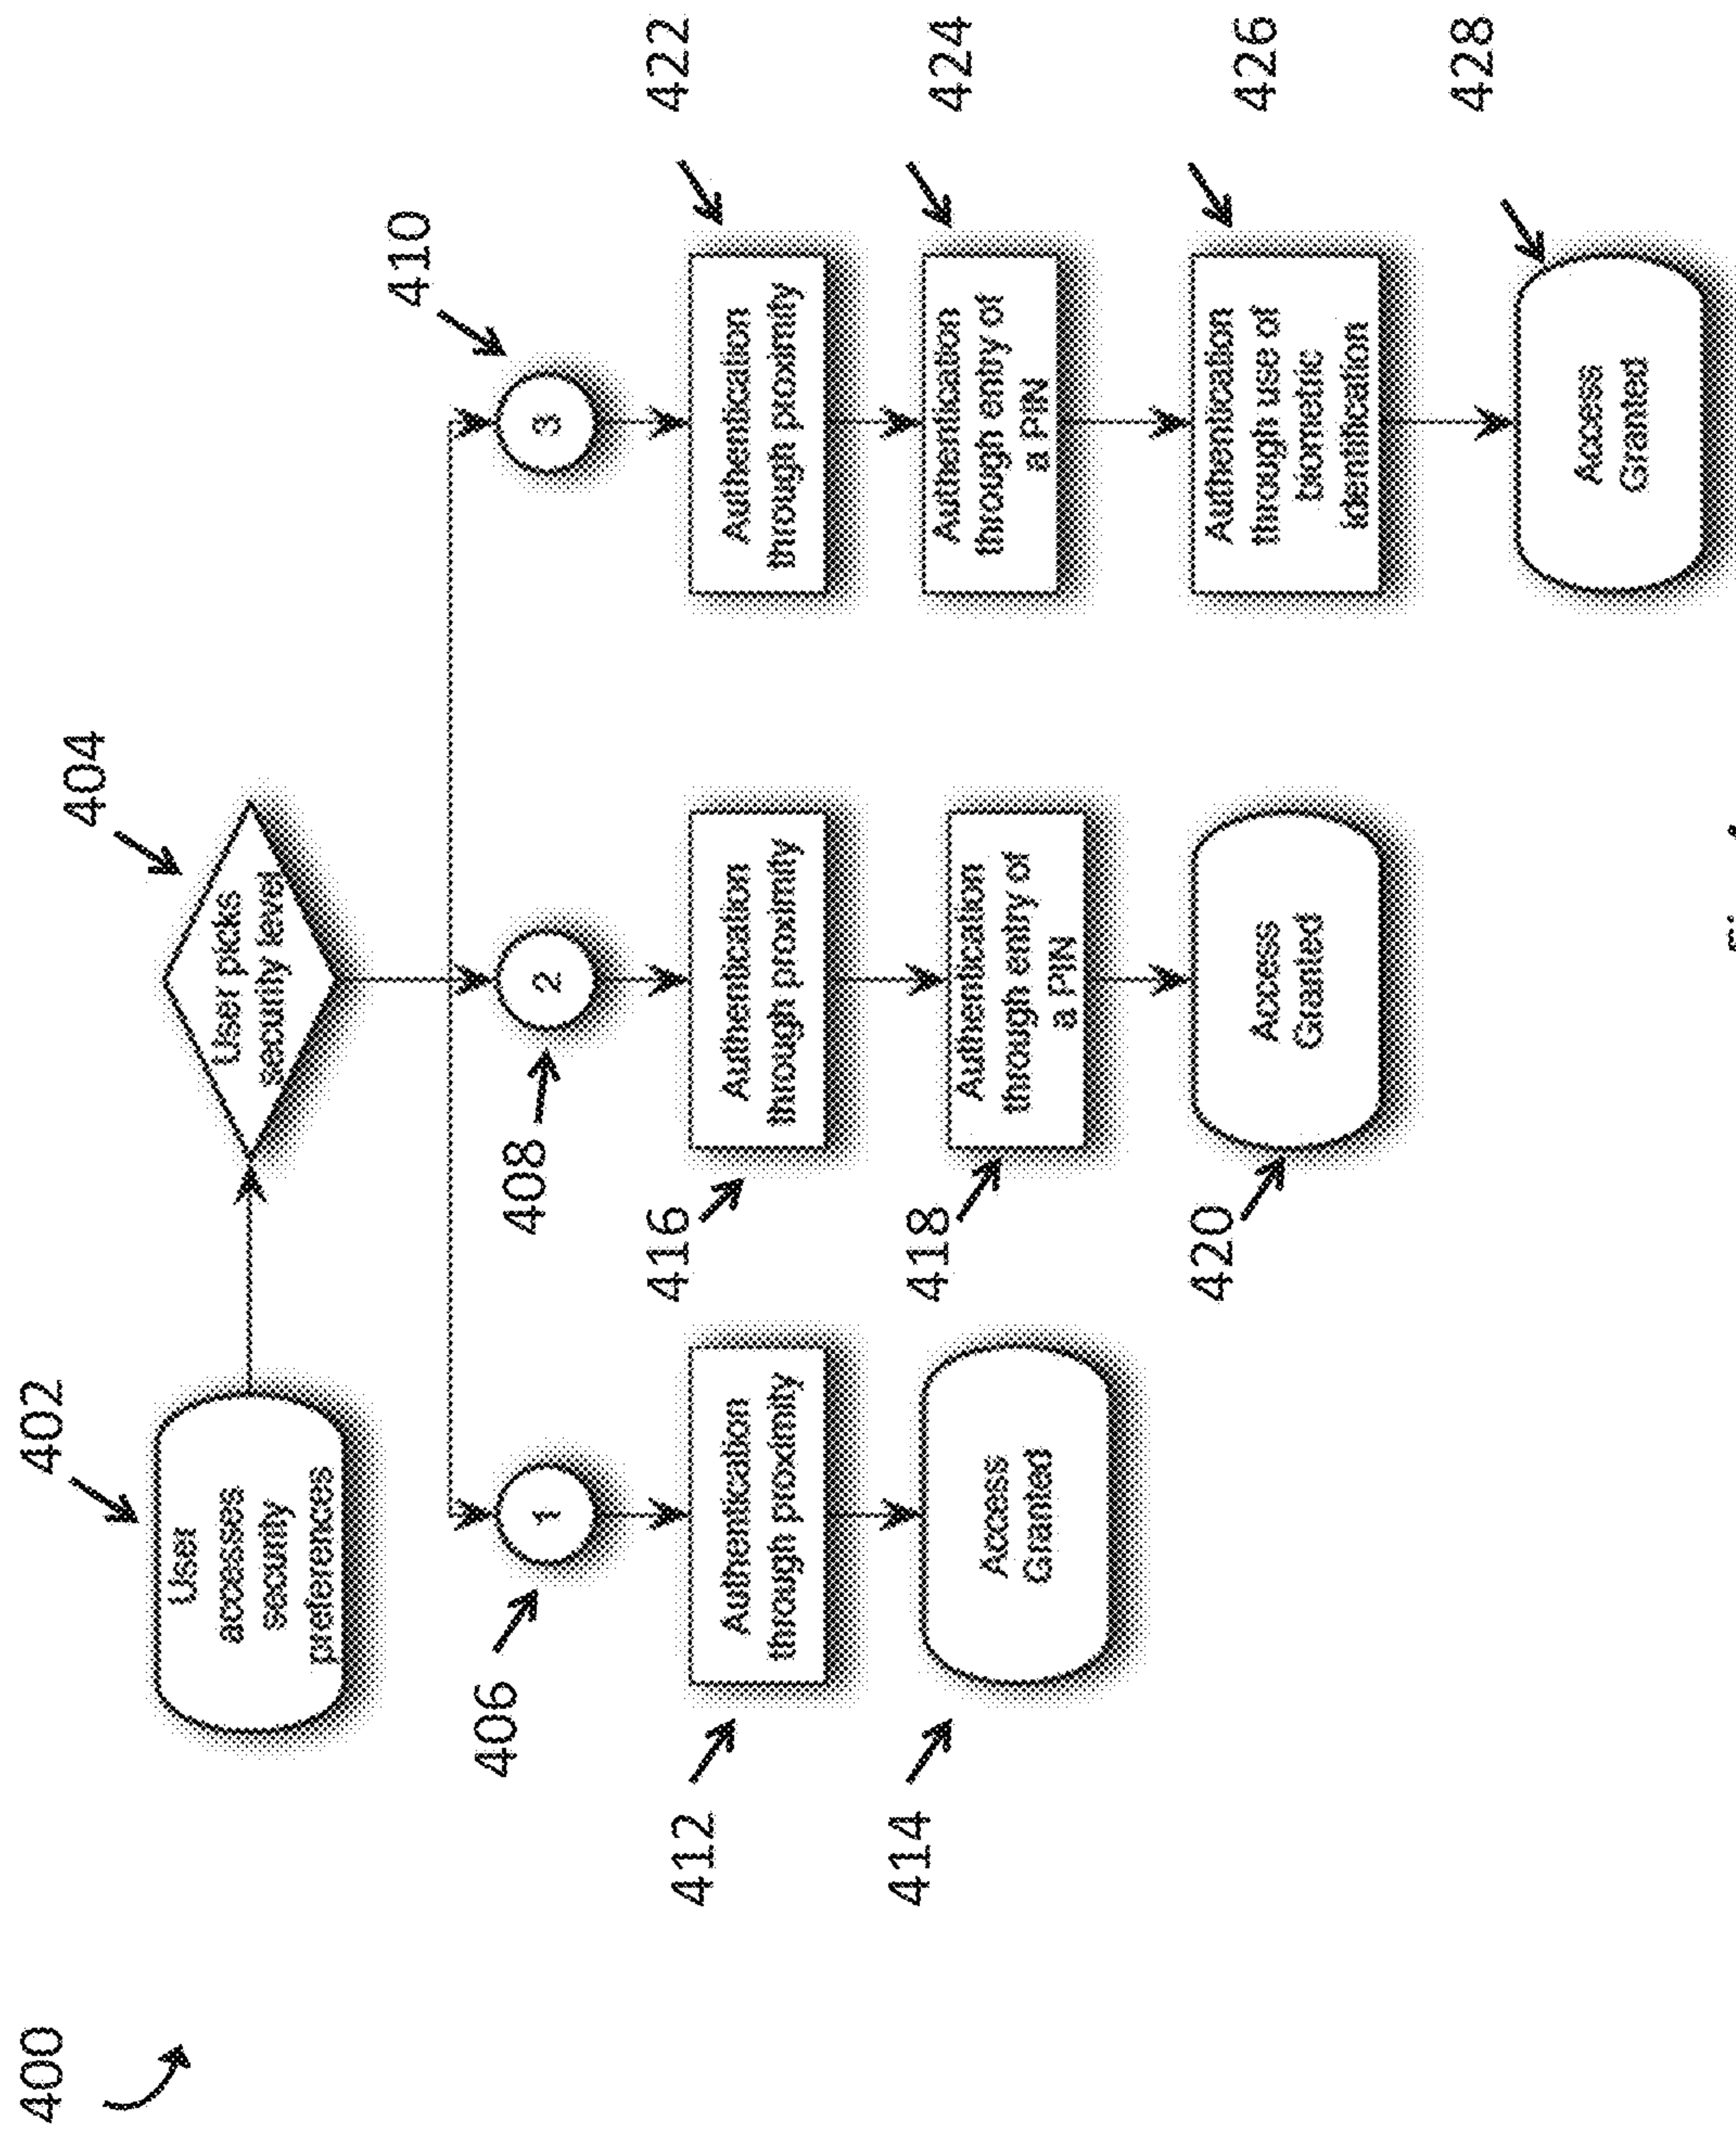 400
402
User
accesses
security
preferences
404
User picks
security level
406
1
408
2
410
3
412
Authentication
through proximity
414
Access
Granted
416
Authentication
through proximity
418
Authentication
through entry of
a PIN
420
Access
Granted
422
Authentication
through proximity
424
Authentication
through entry of
a PIN
426
Authentication
through use of
biometric
identification
428
Access
Granted